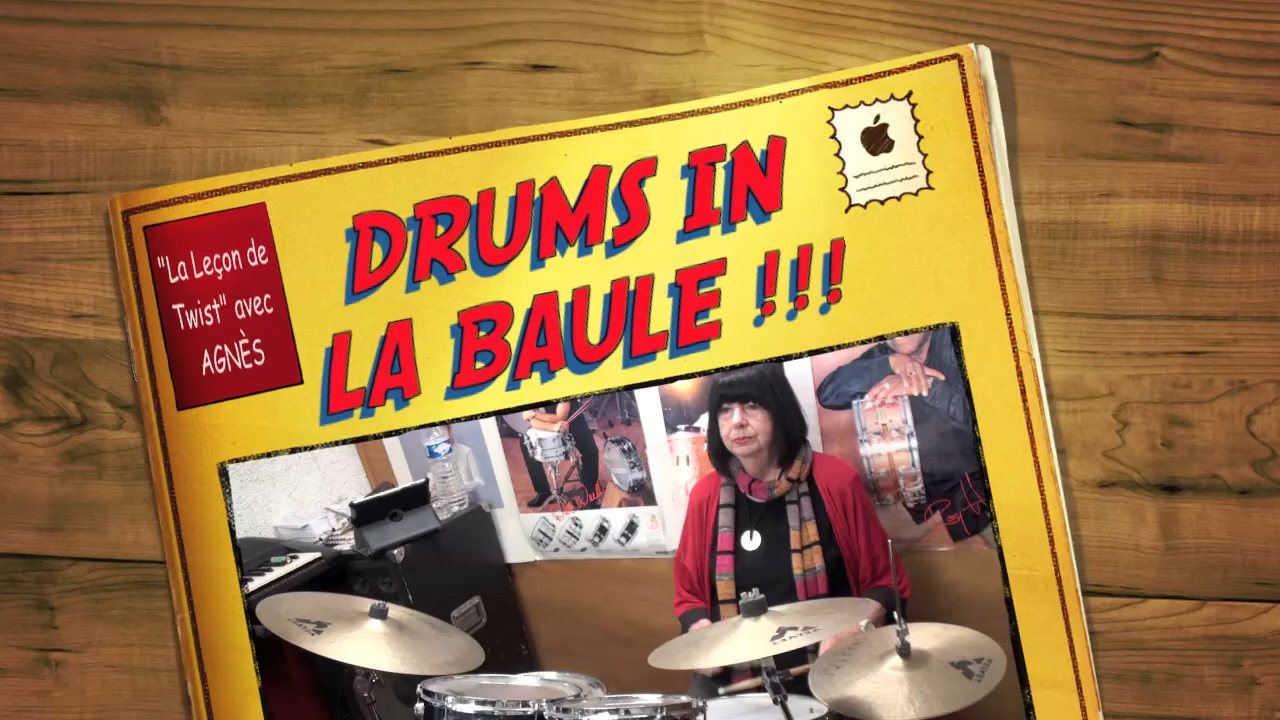 DRUMS IN
LA BAULE !!!
"La Leçon de
Twist" avec
AGNÈS